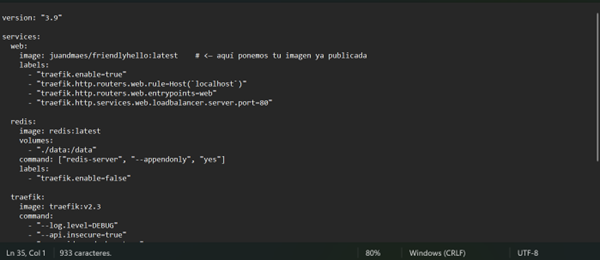 version: "3.9"
services:
  web:
    image: juandmaes/friendlyhello:latest    # <— aquí ponemos tu imagen ya publicada
    labels:
      - "traefik.enable=true"
      - "traefik.http.routers.web.rule=Host(`localhost`)"
      - "traefik.http.routers.web.entrypoints=web"
      - "traefik.http.services.web.loadbalancer.server.port=80"
  redis:
    image: redis:latest
    volumes:
      - "./data:/data"
    command: ["redis-server", "--appendonly", "yes"]
    labels:
      - "traefik.enable=false"
  traefik:
    image: traefik:v2.3
    command:
      - "--log.level=DEBUG"
      - "--api.insecure=true"
Ln 35, Col 1    933 caracteres.    80%    Windows (CRLF)    UTF-8